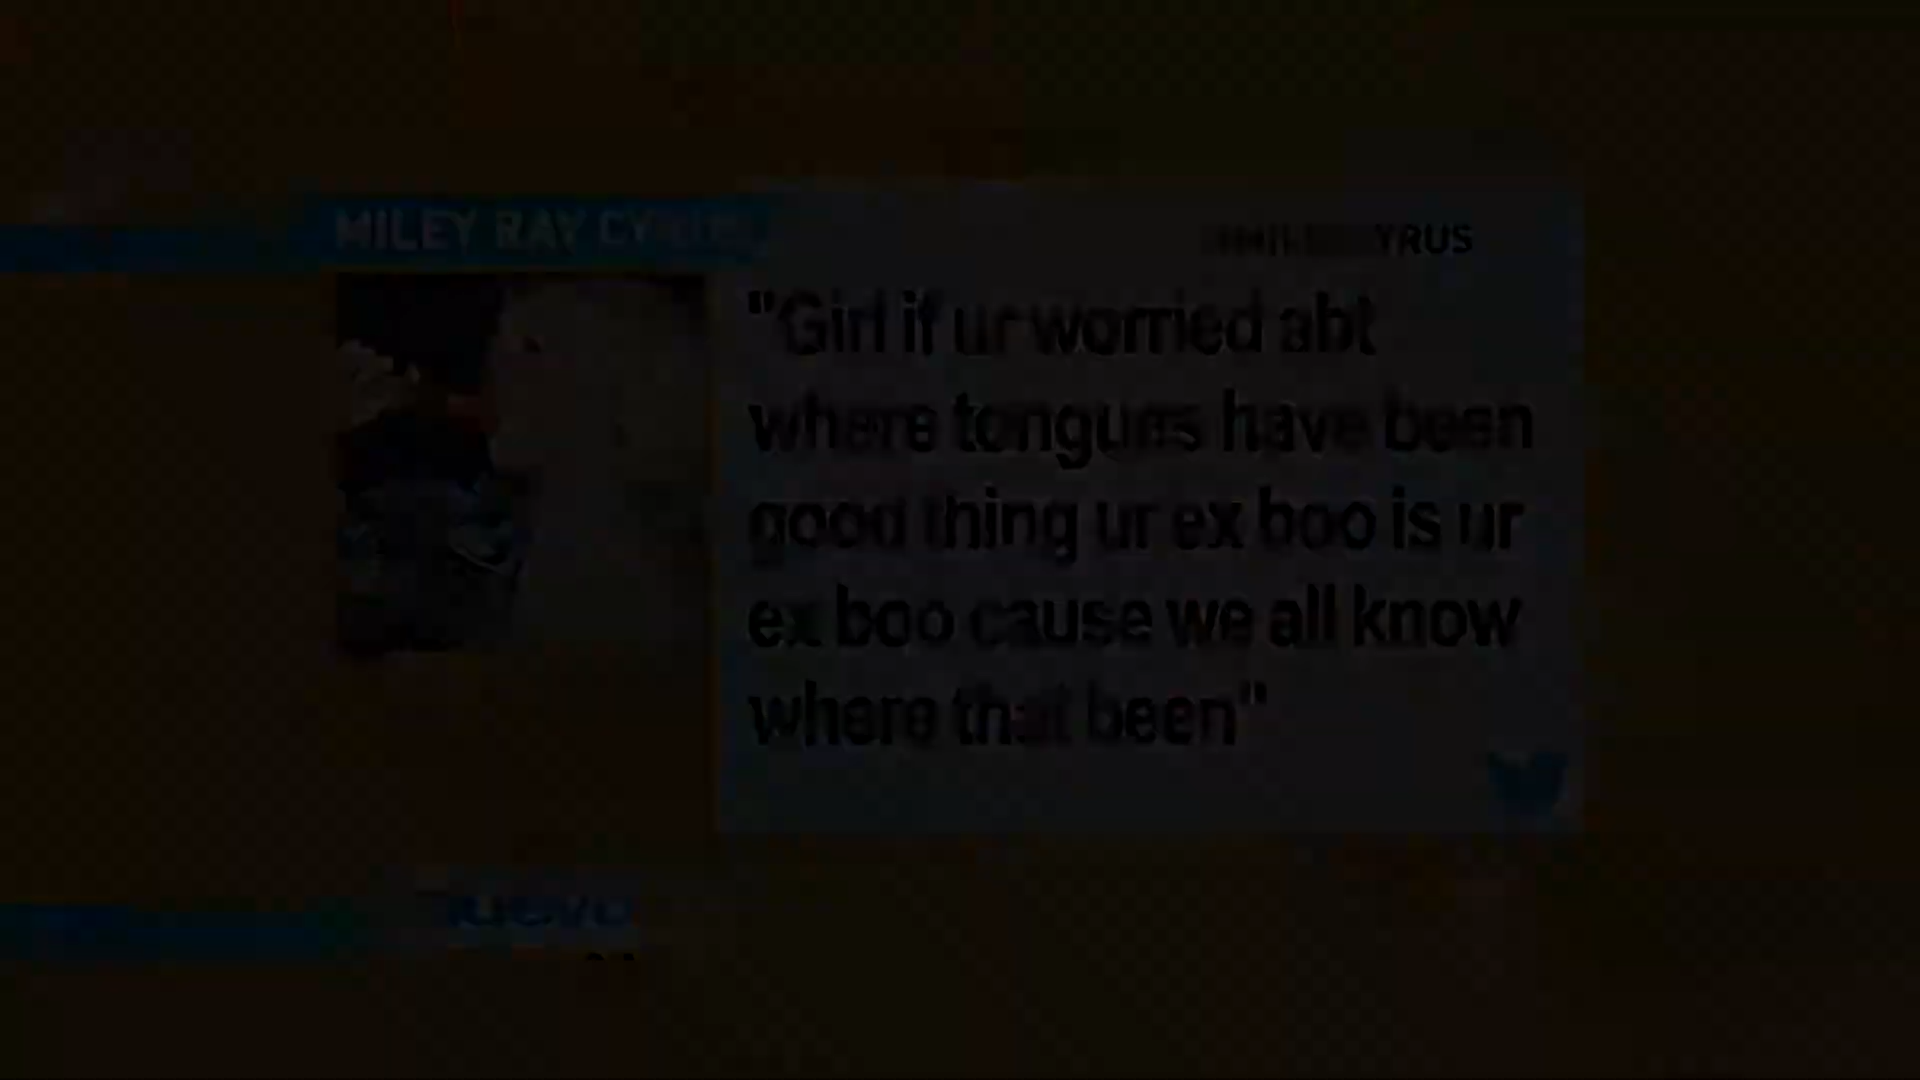 MILEY RAY CYRUS
"Girl if ur worried abt
where tongues have been
good thing ur ex boo is ur
ex boo cause we all know
where that been"